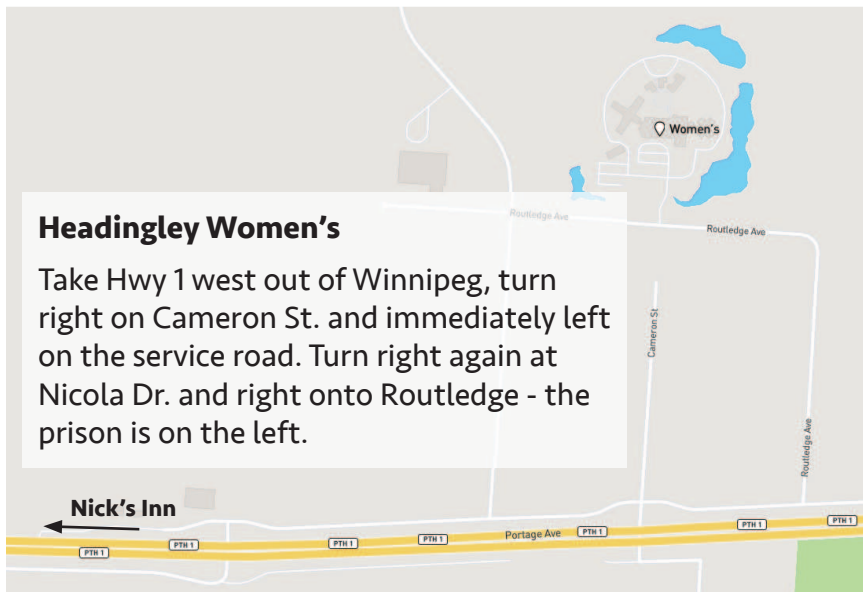 Women's
Routledge Ave
Routledge Ave
Headingley Women’s
Take Hwy 1 west out of Winnipeg, turn
right on Cameron St. and immediately left
on the service road. Turn right again at
Nicola Dr. and right onto Routledge - the
prison is on the left.
Cameron St
Routledge Ave
Nick’s Inn
PTH 1
PTH 1
PTH 1
PTH 1
Portage Ave
PTH 1
PTH 1
PTH 1